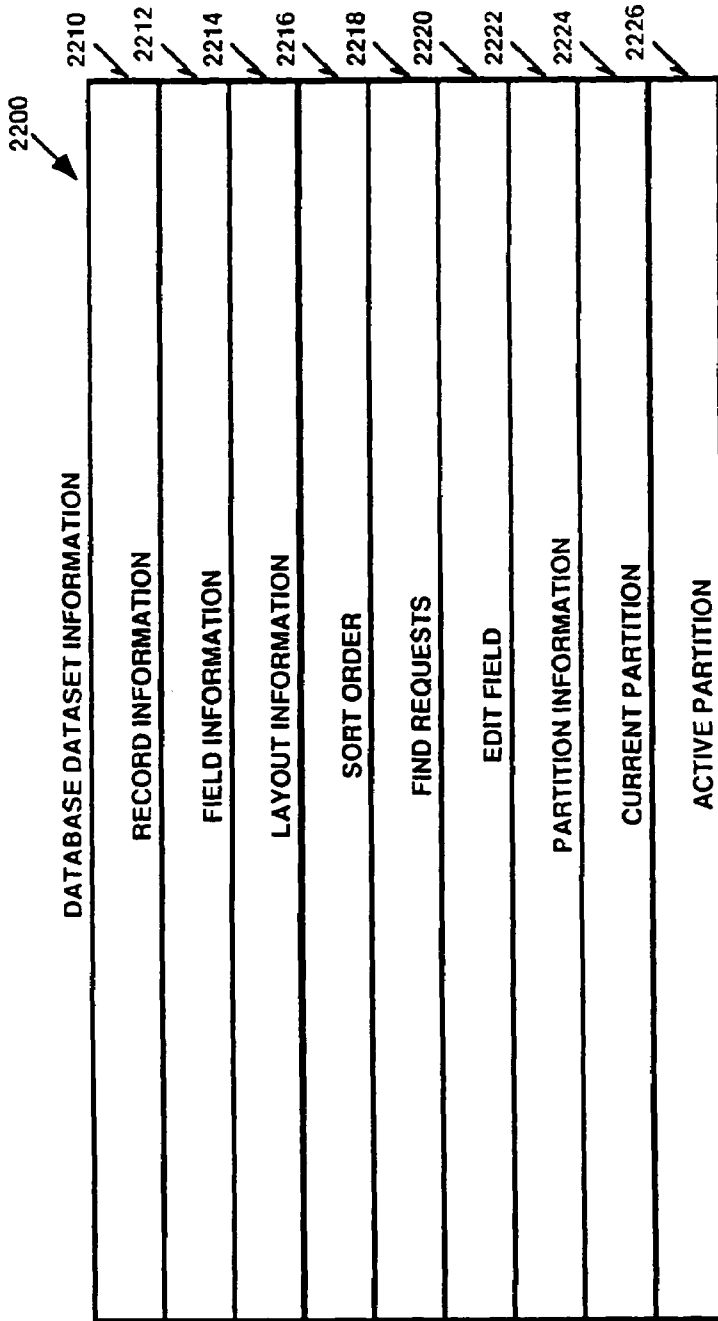 2200
DATABASE DATASET INFORMATION
RECORD INFORMATION 2210
FIELD INFORMATION 2212
LAYOUT INFORMATION 2214
SORT ORDER 2216
FIND REQUESTS 2218
EDIT FIELD 2220
PARTITION INFORMATION 2222
CURRENT PARTITION 2224
ACTIVE PARTITION 2226